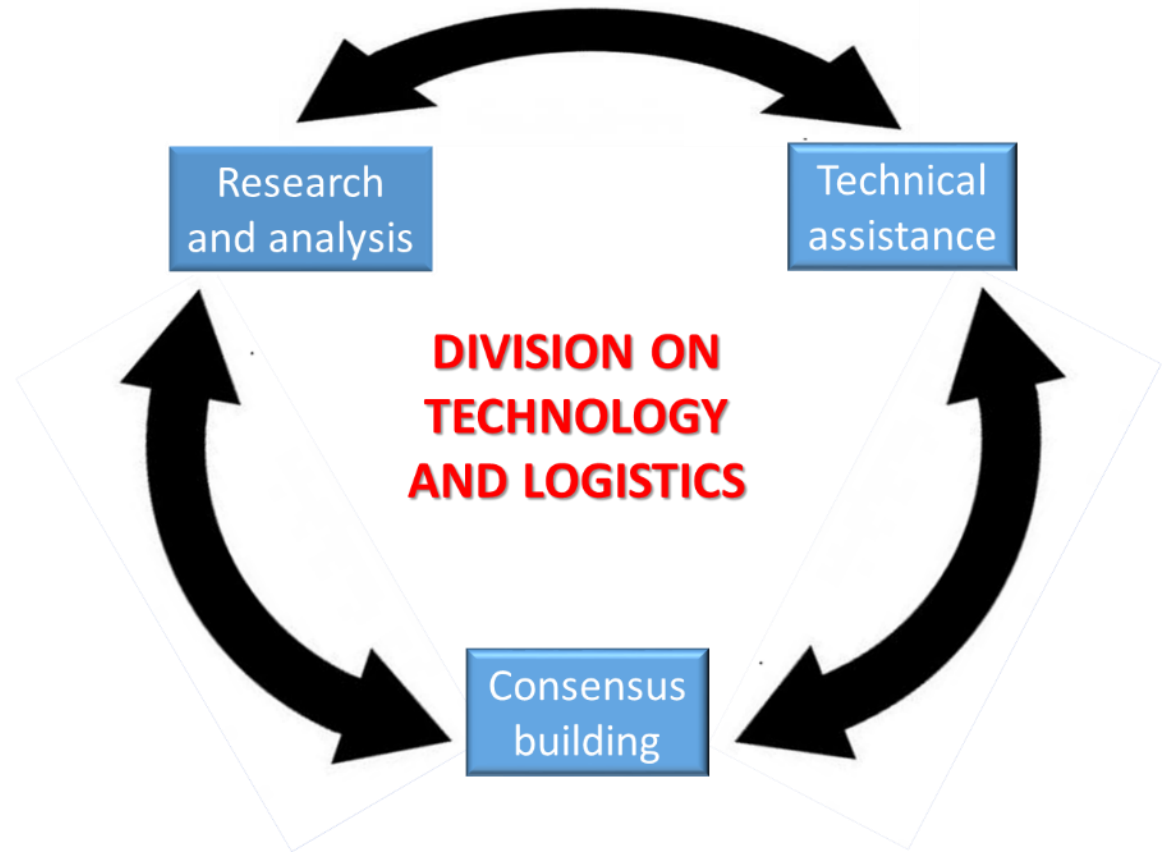 Research
and analysis
Technical
assistance
DIVISION ON
TECHNOLOGY
AND LOGISTICS
Consensus
building